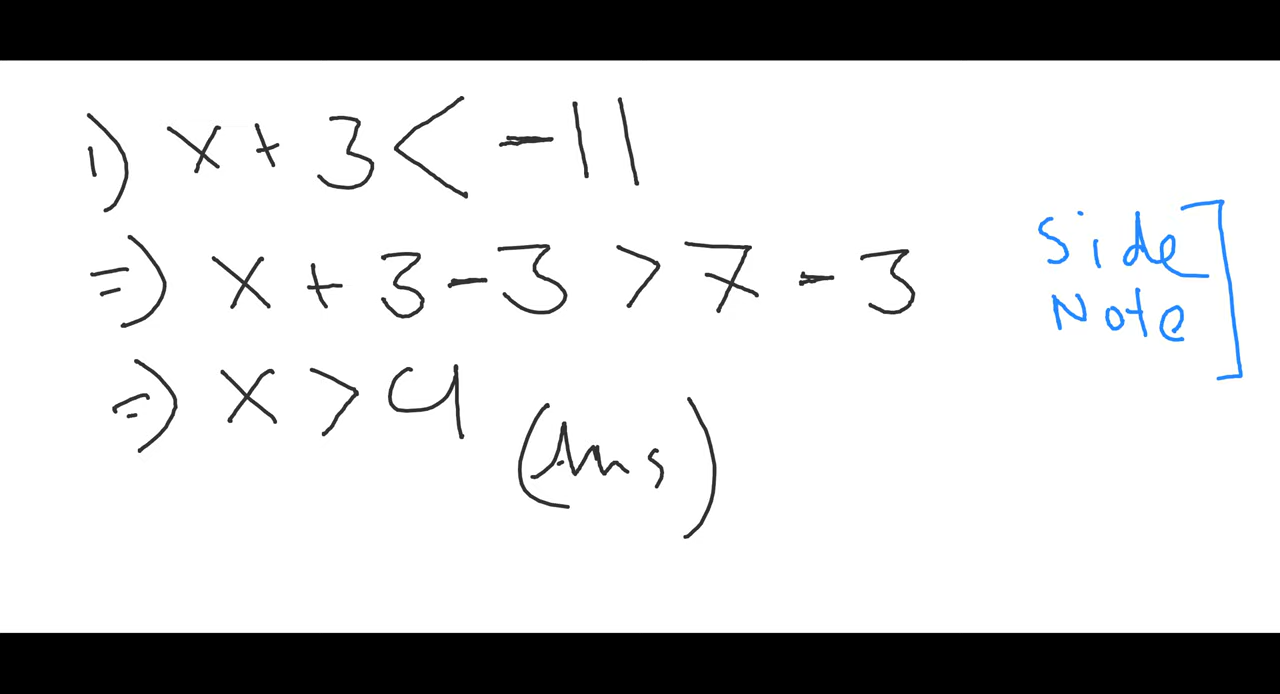 1) x + 3 < -11
=) x + 3 - 3 > 7 - 3
=) x > 4 (Ans)
Side
Note